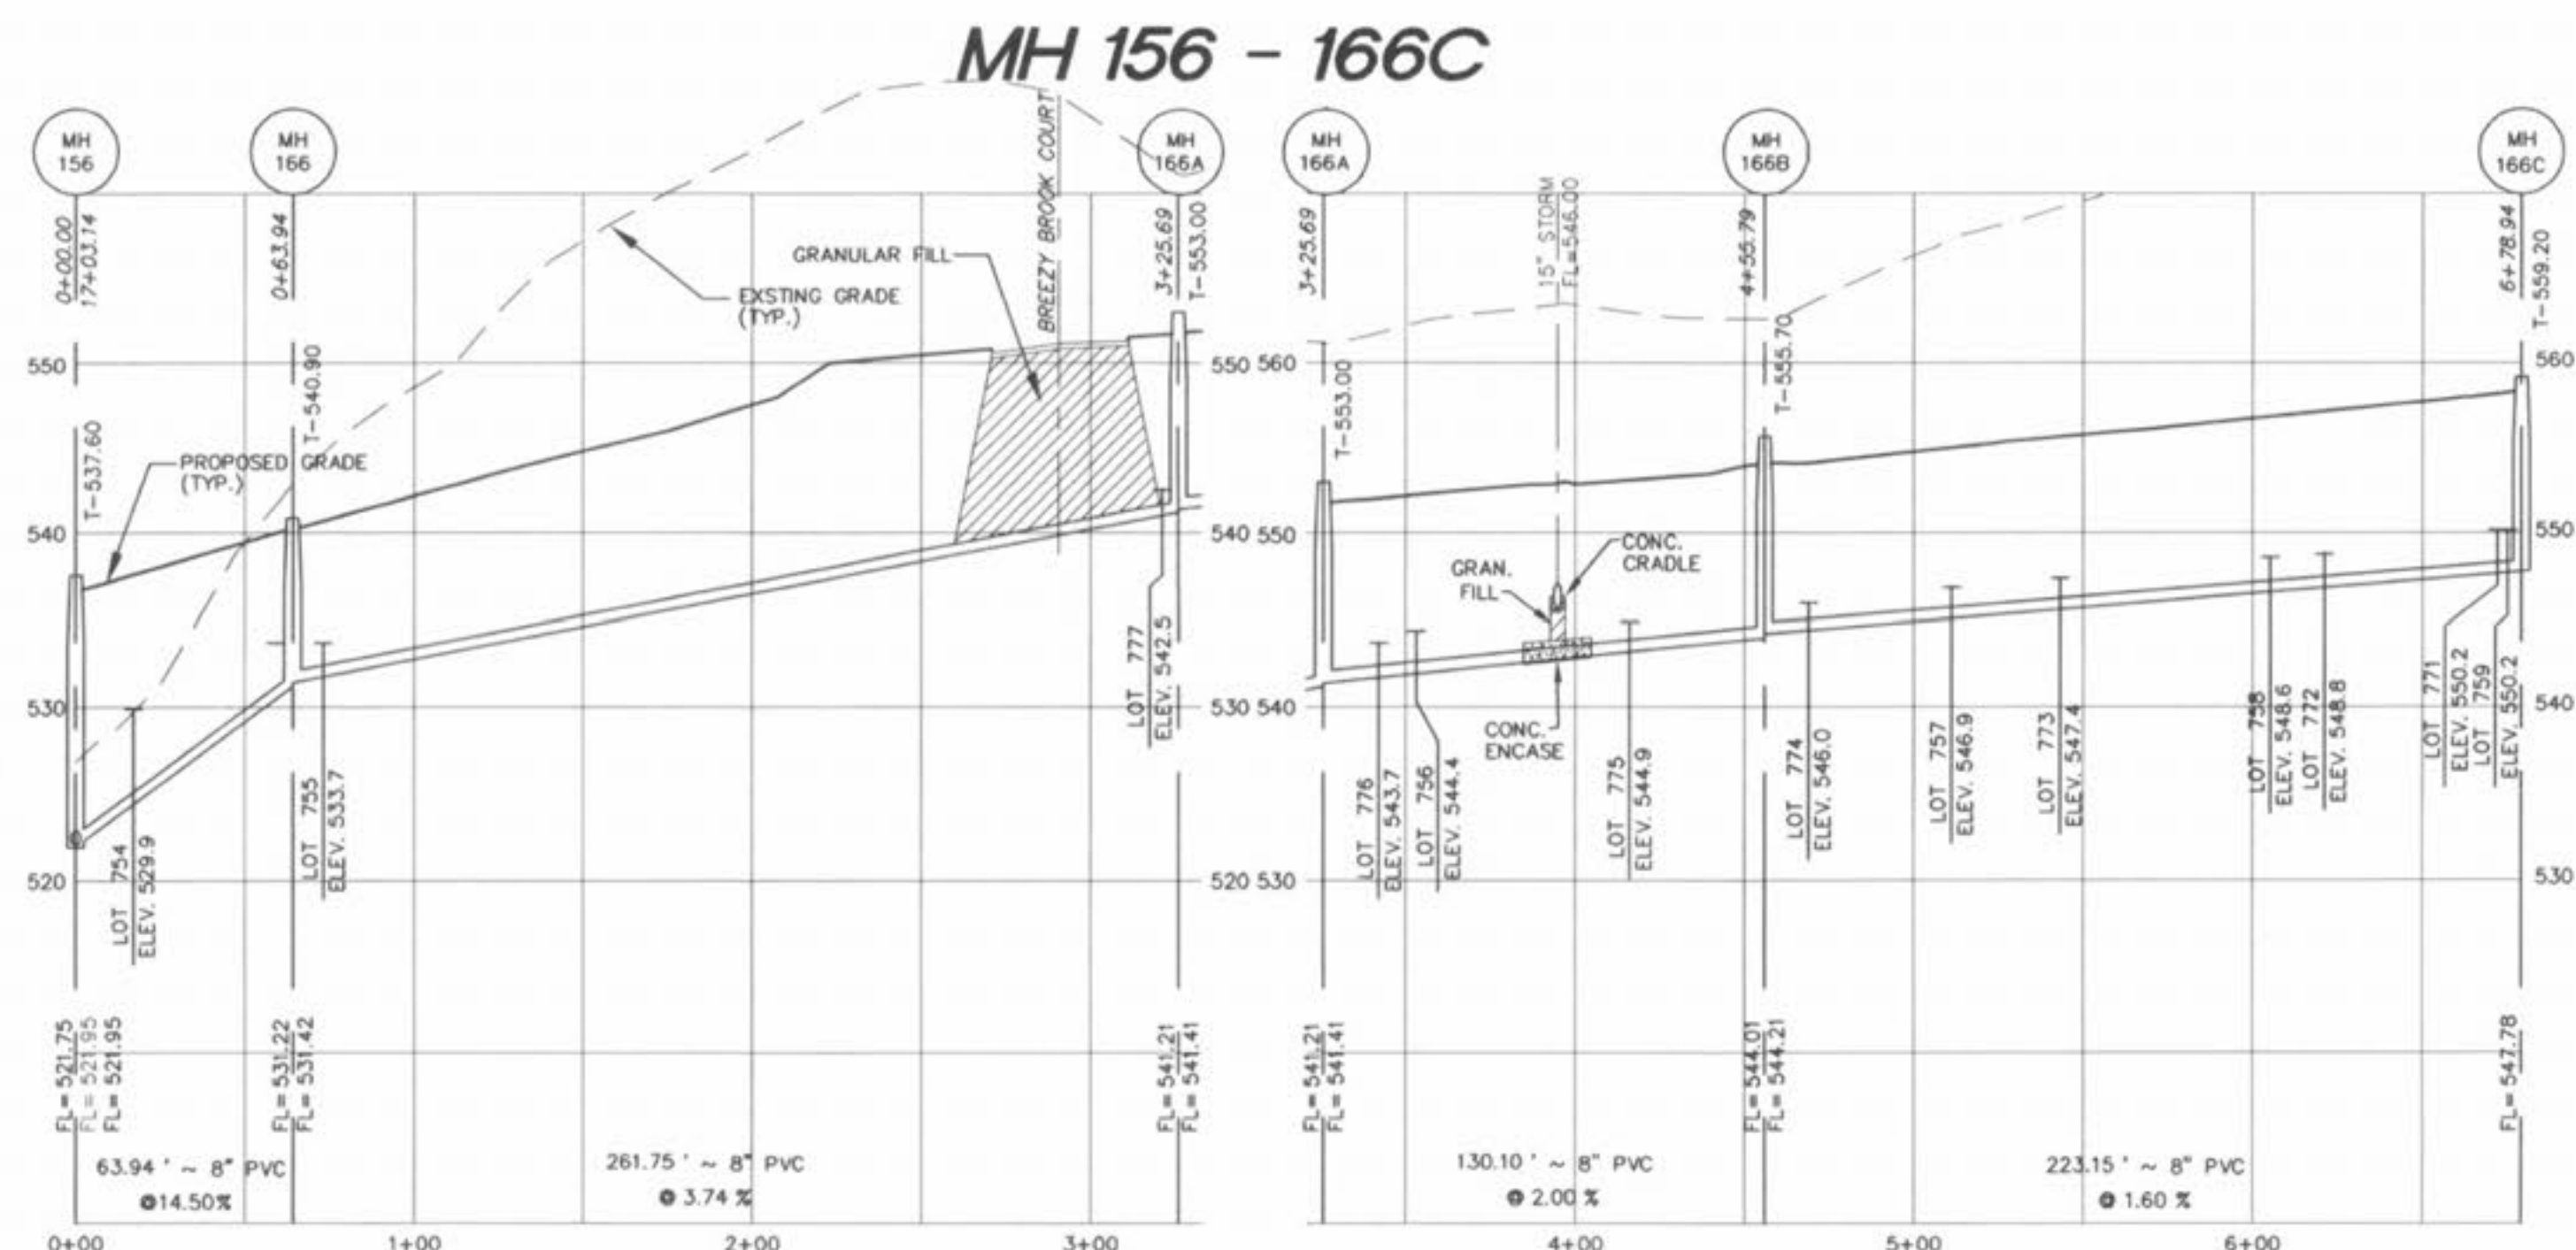 MH 156 - 166C
MH
156
MH
166
MH
166A
MH
166A
MH
166B
MH
166C
0+00.00
17+03.14
0+63.94
3+25.69
T-553.00
3+25.69
4+55.79
6+78.94
T-559.20
BREEZY BROOK COURT
15" STORM
FL=546.00
GRANULAR FILL
EXSTING GRADE
(TYP.)
PROPOSED GRADE
(TYP.)
T-537.60
T-540.90
T-553.00
T-555.70
550
540
530
520
550 560
540 550
530 540
520 530
560
550
540
530
GRAN.
FILL
CONC.
CRADLE
CONC.
ENCASE
LOT 754
ELEV. 529.9
LOT 755
ELEV. 533.7
LOT 777
ELEV. 542.5
LOT 776
ELEV. 543.7
LOT 756
ELEV. 544.4
LOT 775
ELEV. 544.9
LOT 774
ELEV. 546.0
LOT 757
ELEV. 546.9
LOT 773
ELEV. 547.4
LOT 758
ELEV. 548.6
LOT 772
ELEV. 548.8
LOT 771
ELEV. 550.2
LOT 759
ELEV. 550.2
FL=521.75
FL=521.95
FL=521.95
FL=531.22
FL=531.42
FL=541.21
FL=541.41
FL=541.21
FL=541.41
FL=544.01
FL=544.21
FL=547.78
63.94 ' ~ 8" PVC
@14.50%
261.75 ' ~ 8" PVC
@ 3.74 %
130.10 ' ~ 8" PVC
@ 2.00 %
223.15 ' ~ 8" PVC
@ 1.60 %
0+00
1+00
2+00
3+00
4+00
5+00
6+00